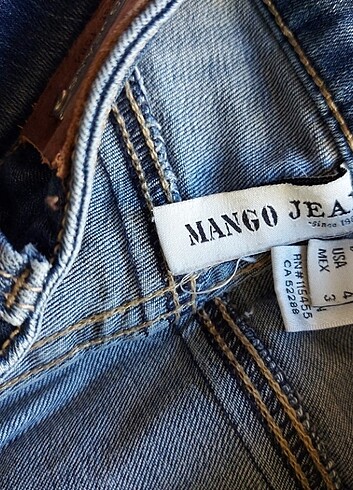 MANGO JEA
since 19
USA 4
MEX 3
RN#115455
CA 52288